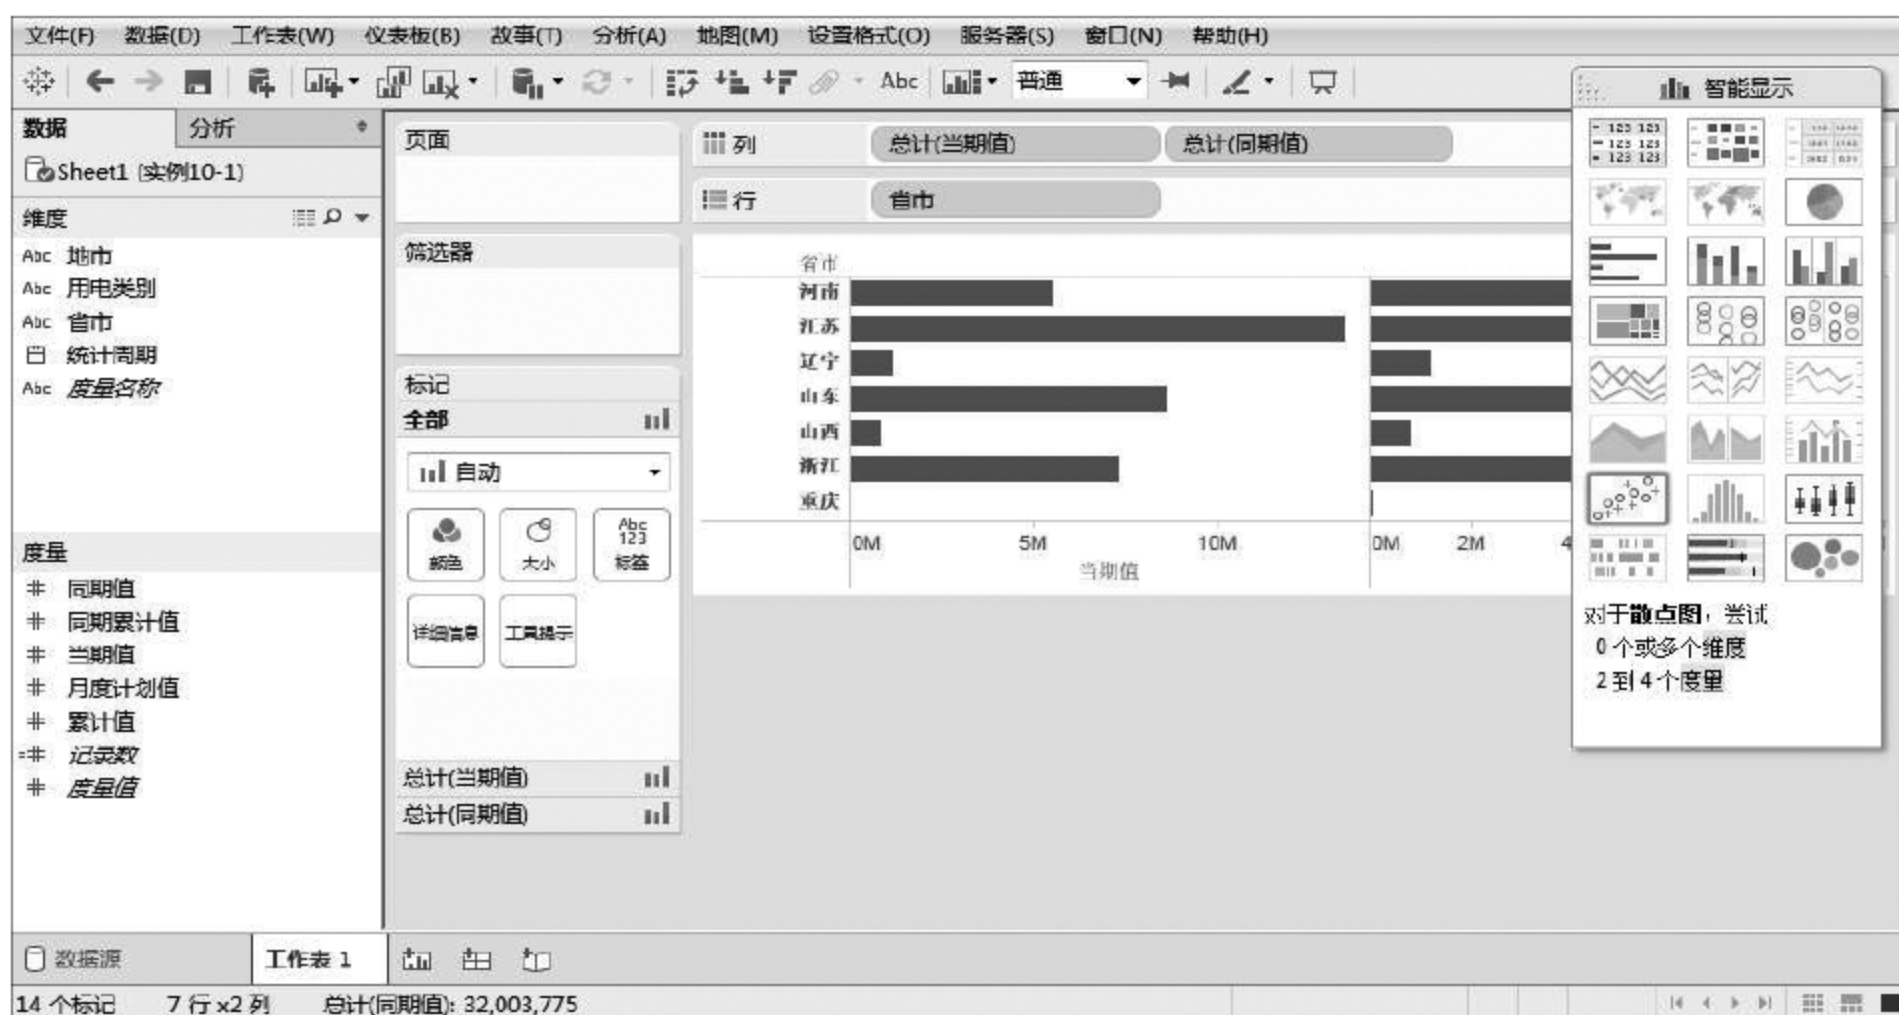 文件(F) 数据(D) 工作表(W) 仪表板(B) 故事(T) 分析(A) 地图(M) 设置格式(O) 服务器(S) 窗口(N) 帮助(H)
Abc 普通
智能显示
数据 分析
Sheet1 (实例10-1)
维度
Abc 地市
Abc 用电类别
Abc 省市
统计周期
Abc 度量名称
度量
同期值
同期累计值
当期值
月度计划值
累计值
记录数
度量值
页面
筛选器
标记
全部
自动
颜色 大小 Abc 123 标签
详细信息 工具提示
总计(当期值)
总计(同期值)
列 总计(当期值) 总计(同期值)
行 省市
省市
河南
江苏
辽宁
山东
山西
浙江
重庆
0M 5M 10M 0M 2M 4
当期值
123 123
123 123
123 123
对于散点图，尝试
0 个或多个维度
2 到 4 个度量
数据源 工作表 1
14 个标记 7 行 x2 列 总计(同期值): 32,003,775